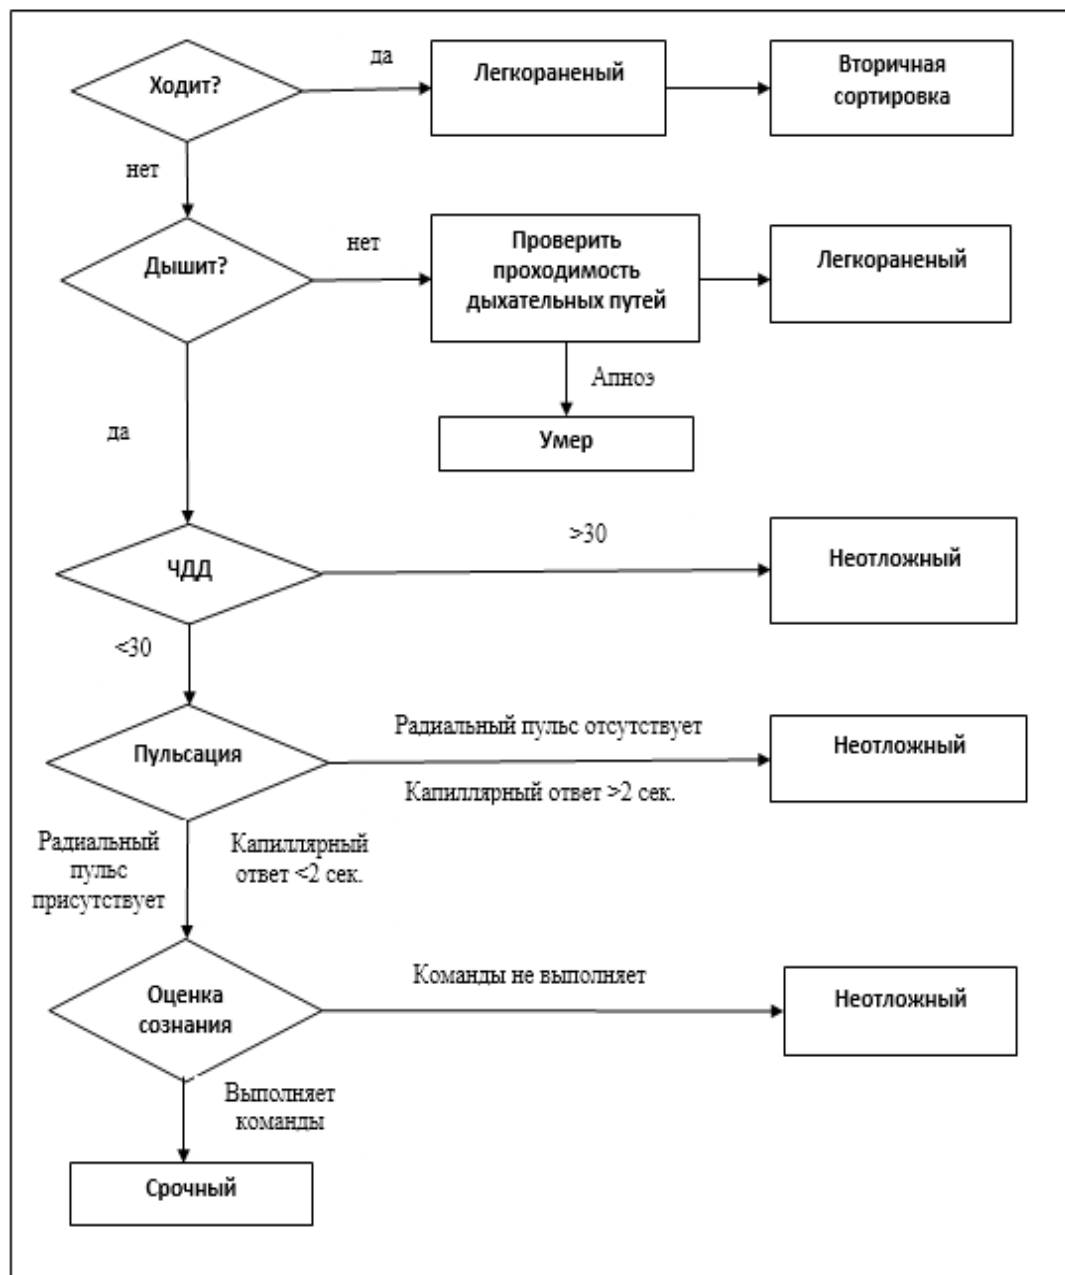 Ходит?
да
Легкораненый
Вторичная
сортировка
нет
Дышит?
нет
Проверить
проходимость
дыхательных путей
Легкораненый
Апноэ
Умер
да
ЧДД
>30
Неотложный
<30
Пульсация
Радиальный пульс отсутствует
Капиллярный ответ >2 сек.
Неотложный
Радиальный
пульс
присутствует
Капиллярный
ответ <2 сек.
Оценка
сознания
Команды не выполняет
Неотложный
Выполняет
команды
Срочный